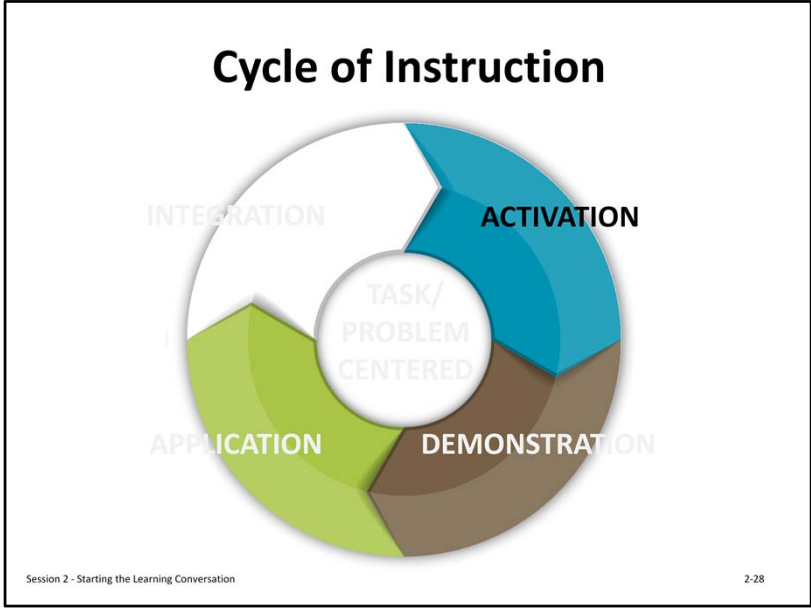 Cycle of Instruction
INTEGRATION
ACTIVATION
TASK/
PROBLEM
CENTERED
APPLICATION
DEMONSTRATION
Session 2 - Starting the Learning Conversation
2-28